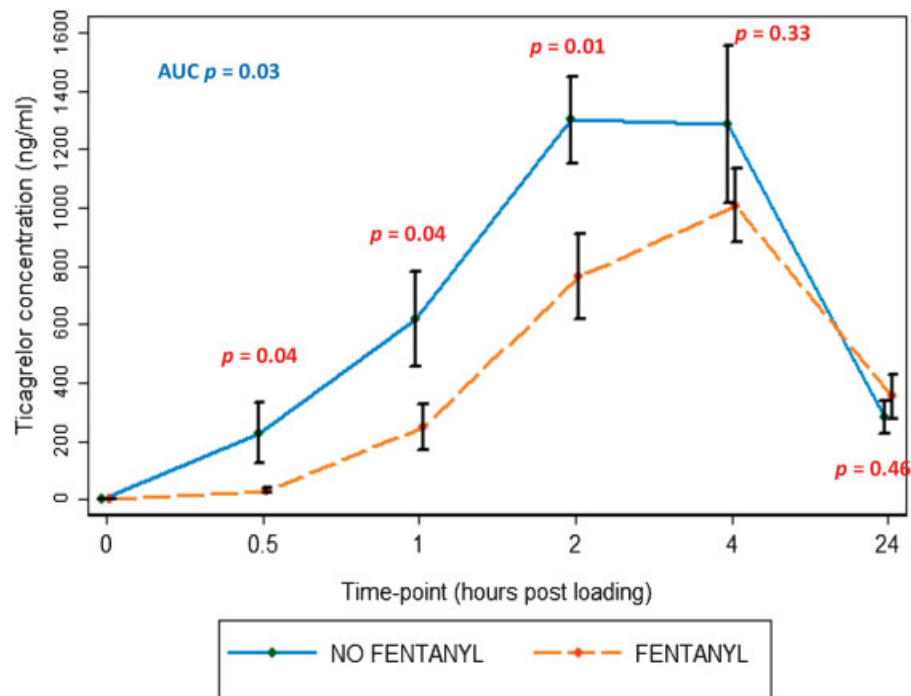 1600
p = 0.33
p = 0.01
AUC p = 0.03
1400
1200
p = 0.04
1000
800
600
p = 0.04
400
200
p = 0.46
0
Ticagrelor concentration (ng/ml)
0 0.5 1 2 4 24
Time-point (hours post loading)
NO FENTANYL FENTANYL